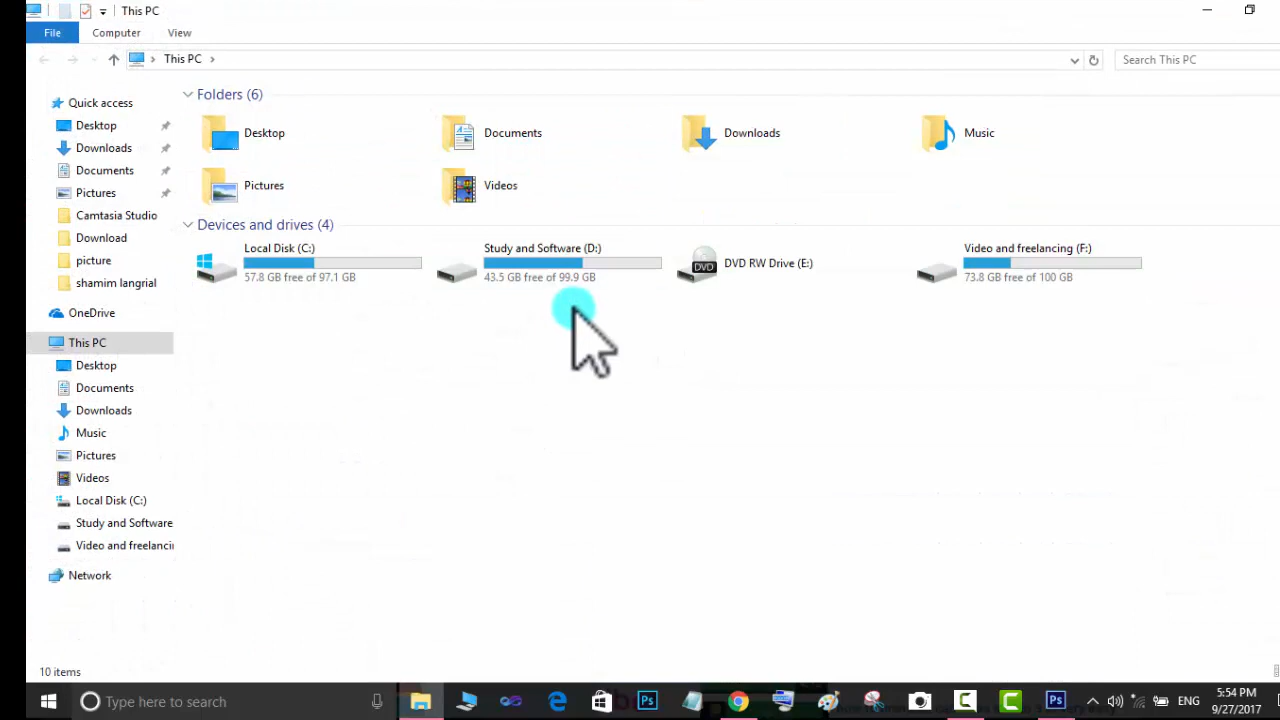 This PC
File Computer View
This PC
Search This PC
Quick access
Desktop
Downloads
Documents
Pictures
Camtasia Studio
Download
picture
shamim langrial
OneDrive
This PC
Desktop
Documents
Downloads
Music
Pictures
Videos
Local Disk (C:)
Study and Software
Video and freelancin
Network
Folders (6)
Desktop
Documents
Downloads
Music
Pictures
Videos
Devices and drives (4)
Local Disk (C:)
57.8 GB free of 97.1 GB
Study and Software (D:)
43.5 GB free of 99.9 GB
DVD
DVD RW Drive (E:)
Video and freelancing (F:)
73.8 GB free of 100 GB
10 items
Type here to search
Ps
Ps
ENG
5:54 PM
9/27/2017